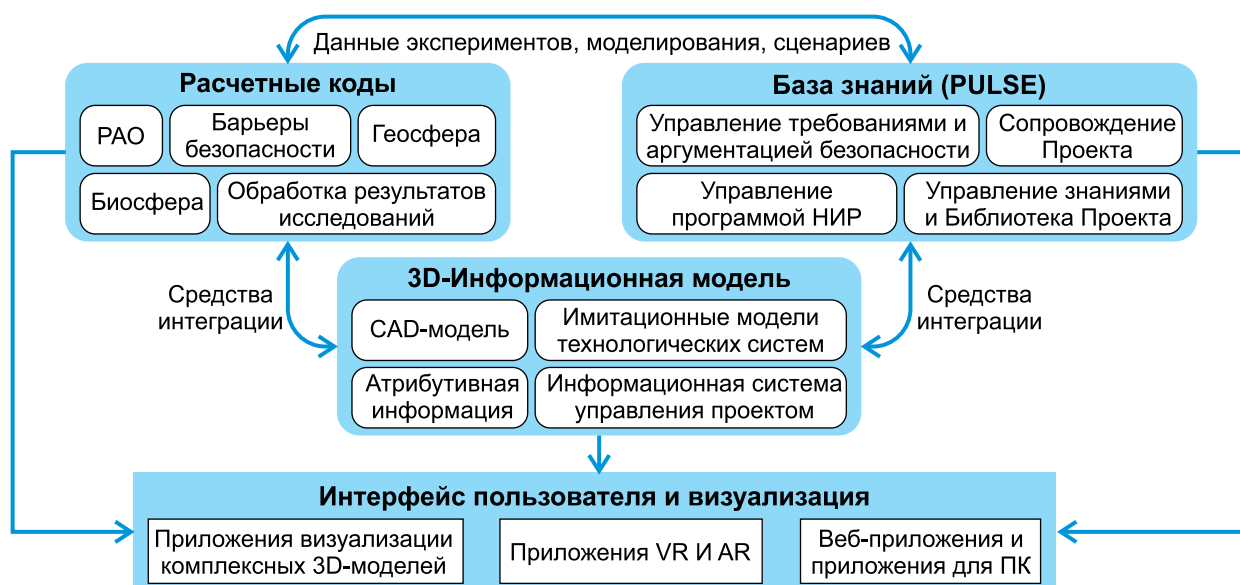 Данные экспериментов, моделирования, сценариев
Расчетные коды
РАО
Барьеры
безопасности
Геосфера
Биосфера
Обработка результатов
исследований
База знаний (PULSE)
Управление требованиями и
аргументацией безопасности
Сопровождение
Проекта
Управление
программой НИР
Управление знаниями
и Библиотека Проекта
Средства
интеграции
3D-Информационная модель
CAD-модель
Имитационные модели
технологических систем
Атрибутивная
информация
Информационная система
управления проектом
Средства
интеграции
Интерфейс пользователя и визуализация
Приложения визуализации
комплексных 3D-моделей
Приложения VR И AR
Веб-приложения и
приложения для ПК